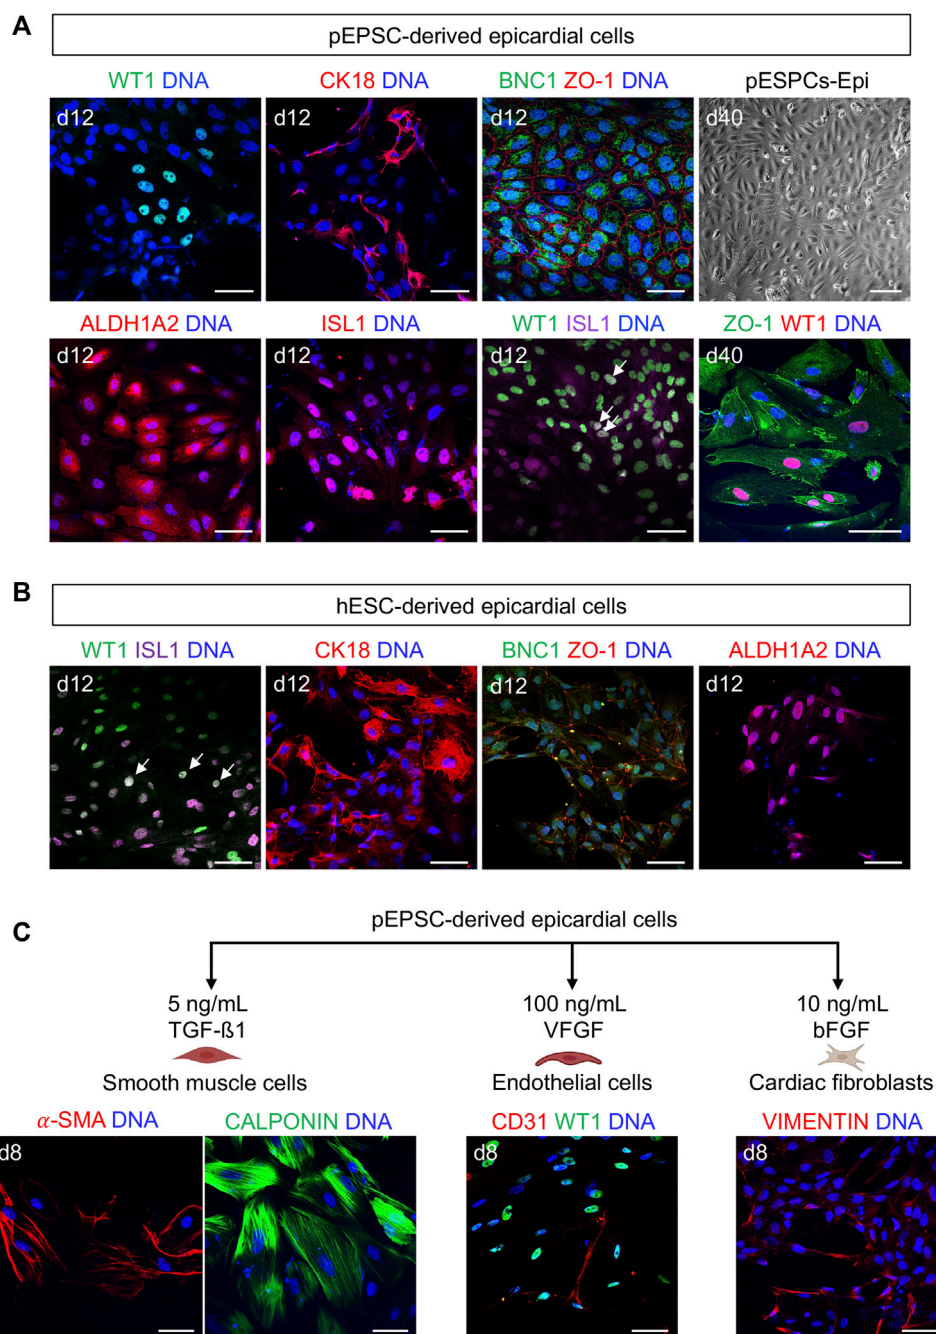 A
pEPSC-derived epicardial cells
WT1 DNA
CK18 DNA
BNC1 ZO-1 DNA
pESPCs-Epi
d12
d12
d12
d40
ALDH1A2 DNA
ISL1 DNA
WT1 ISL1 DNA
ZO-1 WT1 DNA
d12
d12
d12
d40
B
hESC-derived epicardial cells
WT1 ISL1 DNA
CK18 DNA
BNC1 ZO-1 DNA
ALDH1A2 DNA
d12
d12
d12
d12
C
pEPSC-derived epicardial cells
5 ng/mL
TGF-ß1
Smooth muscle cells
100 ng/mL
VFGF
Endothelial cells
10 ng/mL
bFGF
Cardiac fibroblasts
α-SMA DNA
CALPONIN DNA
CD31 WT1 DNA
VIMENTIN DNA
d8
d8
d8